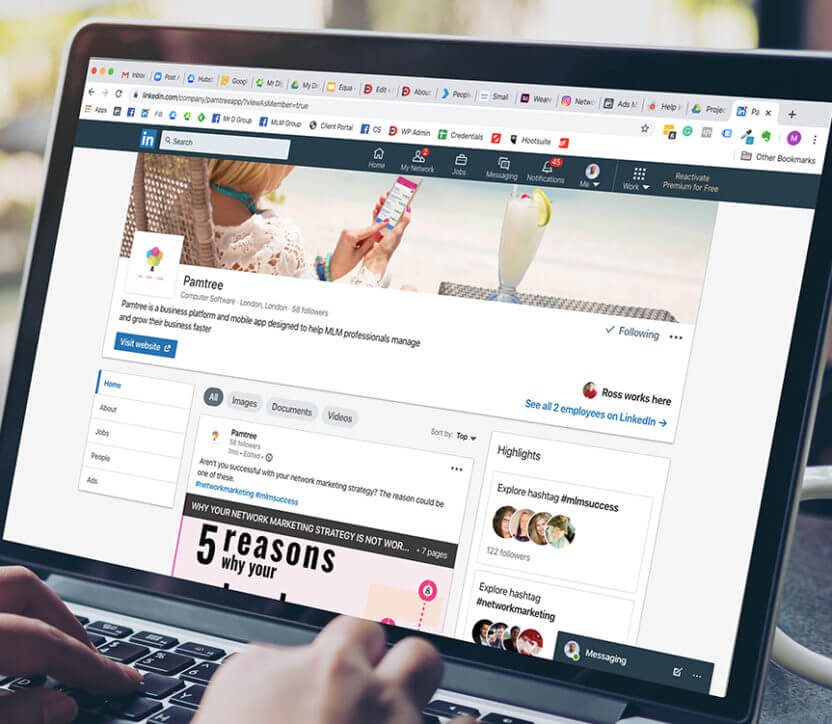 Inbox
Post A
Hubs
Goog
Mr D
My Dr
Equa
Edit
About
People
Small
Wear
Netwo
Ads M
Help
Projec
Pa
linkedin.com/company/pamtreeapp/?viewAsMember=true
Apps
FB
Mr D Group
MLM Group
Client Portal
CS
WP Admin
Credentials
Hootsuite
M
Other Bookmarks
in
Search
Home
My Network
2
Jobs
Messaging
Notifications
45
Me
Work
Reactivate
Premium for Free
Pamtree
Computer Software · London, London · 58 followers
Pamtree is a business platform and mobile app designed to help MLM professionals manage
and grow their business faster
Following
Visit website
Ross works here
See all 2 employees on LinkedIn →
Home
About
Jobs
People
Ads
All
Images
Documents
Videos
Sort by: Top
Pamtree
58 followers
1mo • Edited •
Aren't you successful with your network marketing strategy? The reason could be
one of these.
#networkmarketing #mlmsuccess
WHY YOUR NETWORK MARKETING STRATEGY IS NOT WOR... • 7 pages
5 reasons
why your
Highlights
Explore hashtag #mlmsuccess
122 followers
Explore hashtag
#networkmarketing
Messaging